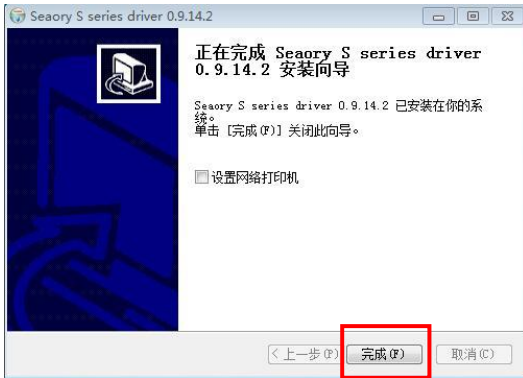 Seaory S series driver 0.9.14.2
正在完成 Seaory S series driver
0.9.14.2 安装向导
Seaory S series driver 0.9.14.2 已安装在你的系
统。
单击 [完成(F)] 关闭此向导。
设置网络打印机
<上一步(P) 完成(F) 取消(C)